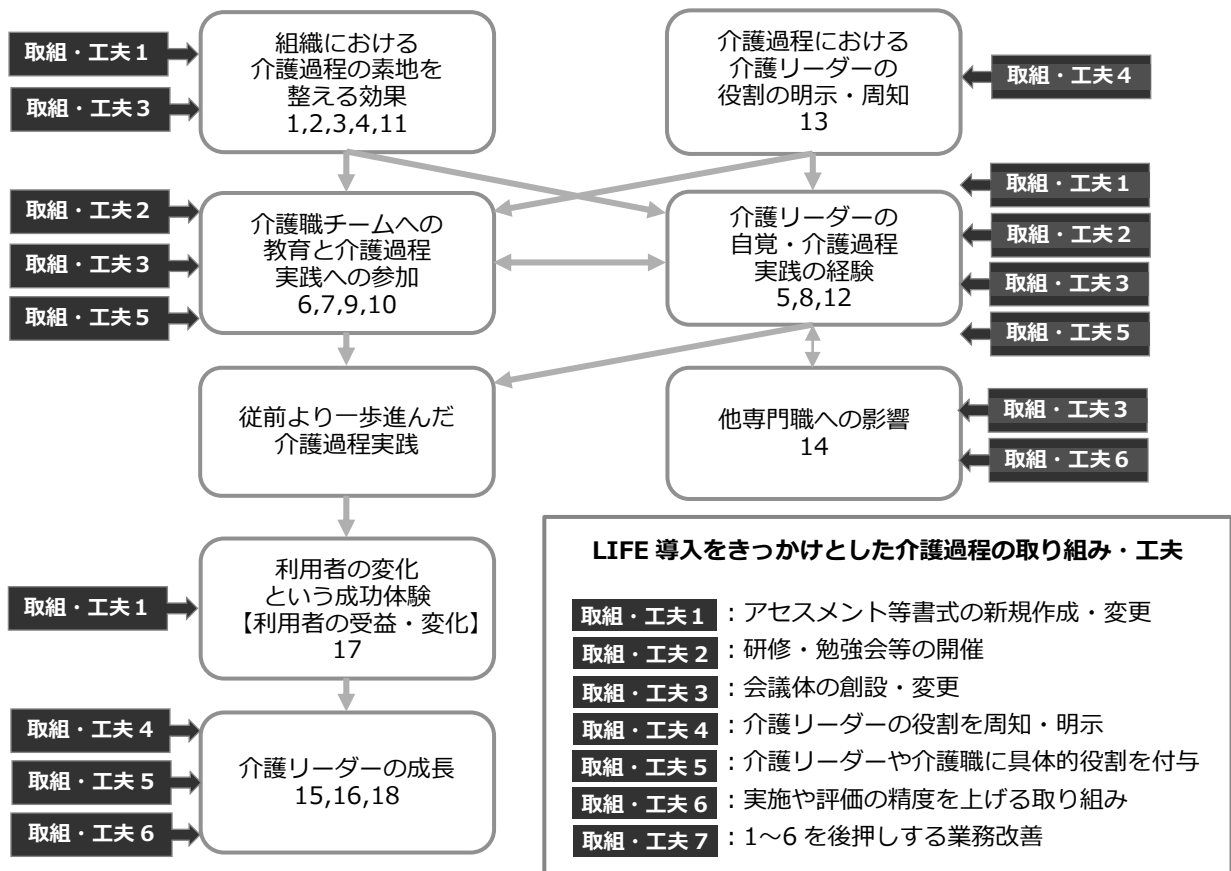 取組・工夫1
取組・工夫3
組織における
介護過程の素地を
整える効果
1,2,3,4,11
介護過程における
介護リーダーの
役割の明示・周知
13
取組・工夫4
取組・工夫2
取組・工夫3
取組・工夫5
介護職チームへの
教育と介護過程
実践への参加
6,7,9,10
介護リーダーの
自覚・介護過程
実践の経験
5,8,12
取組・工夫1
取組・工夫2
取組・工夫3
取組・工夫5
従前より一歩進んだ
介護過程実践
他専門職への影響
14
取組・工夫3
取組・工夫6
取組・工夫1
利用者の変化
という成功体験
【利用者の受益・変化】
17
取組・工夫4
取組・工夫5
取組・工夫6
介護リーダーの成長
15,16,18
LIFE 導入をきっかけとした介護過程の取り組み・工夫
取組・工夫1：アセスメント等書式の新規作成・変更
取組・工夫2：研修・勉強会等の開催
取組・工夫3：会議体の創設・変更
取組・工夫4：介護リーダーの役割を周知・明示
取組・工夫5：介護リーダーや介護職に具体的役割を付与
取組・工夫6：実施や評価の精度を上げる取り組み
取組・工夫7：1～6 を後押しする業務改善